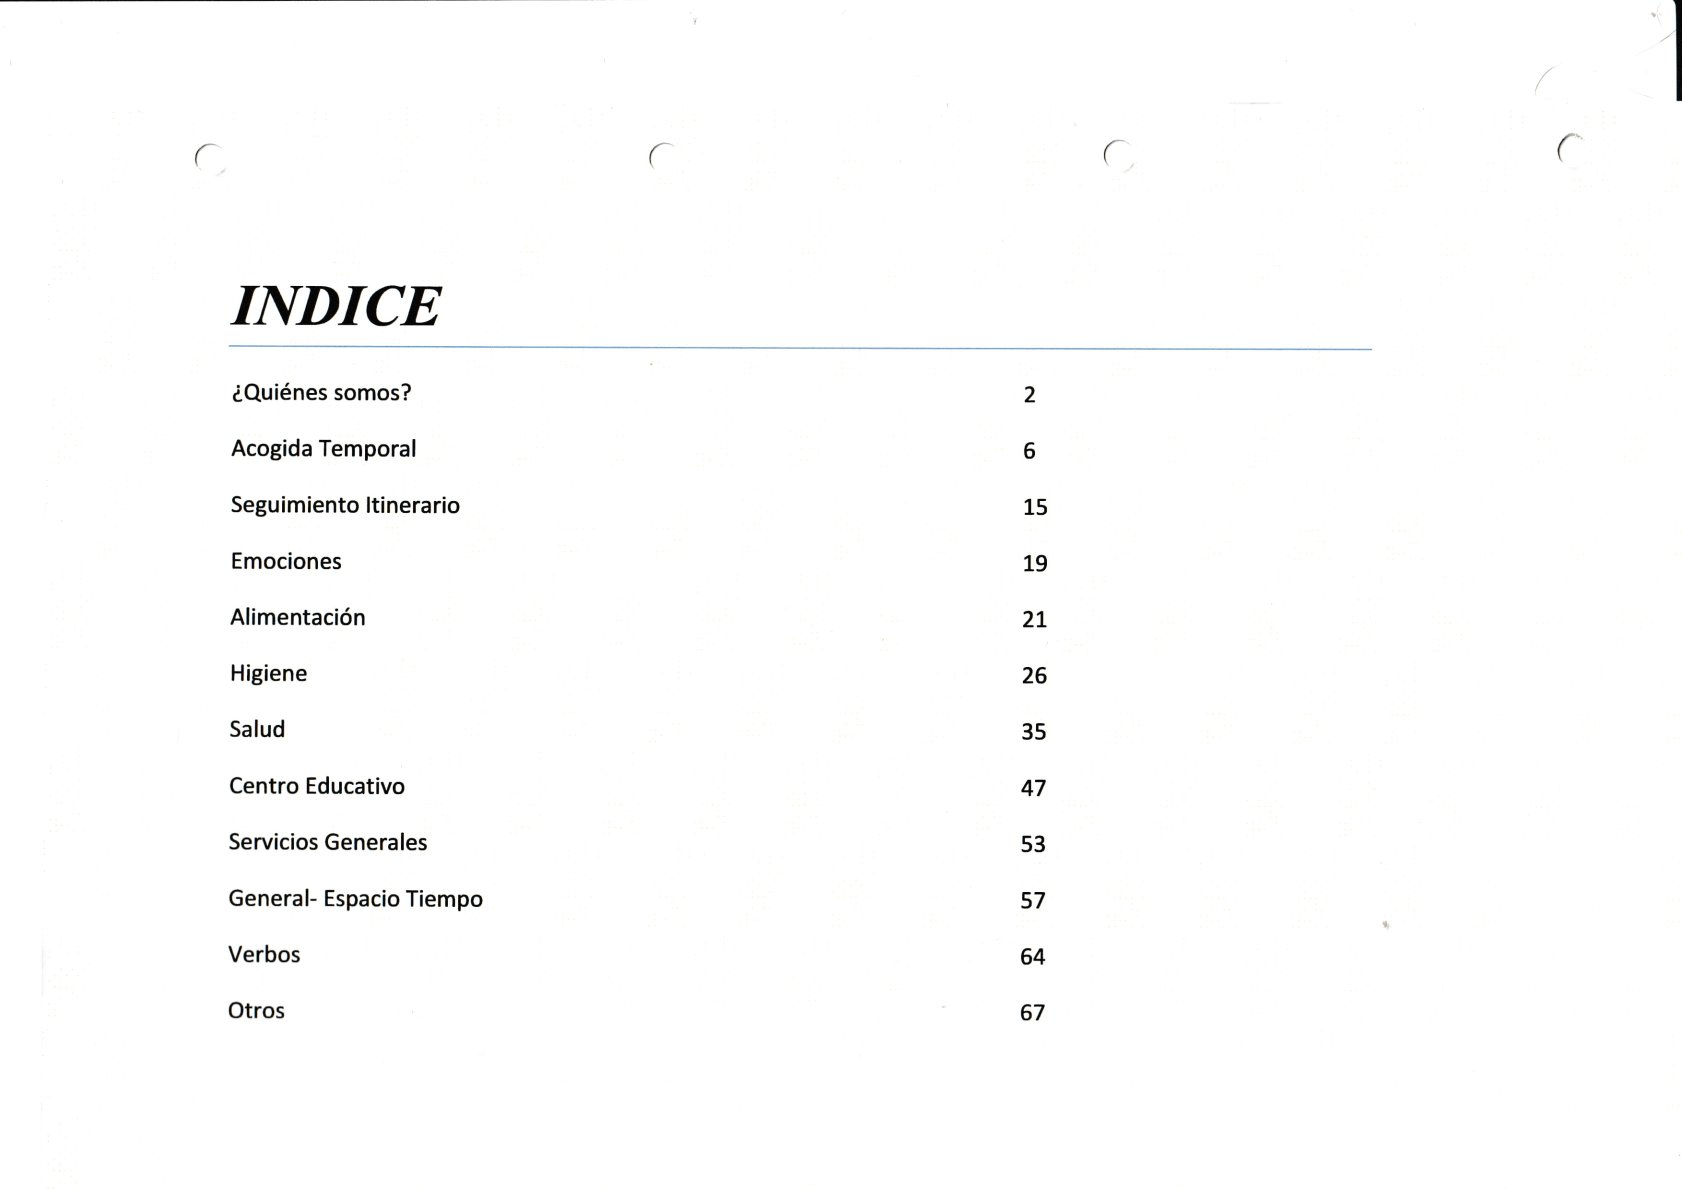 INDICE
¿Quiénes somos? 2
Acogida Temporal 6
Seguimiento Itinerario 15
Emociones 19
Alimentación 21
Higiene 26
Salud 35
Centro Educativo 47
Servicios Generales 53
General- Espacio Tiempo 57
Verbos 64
Otros 67